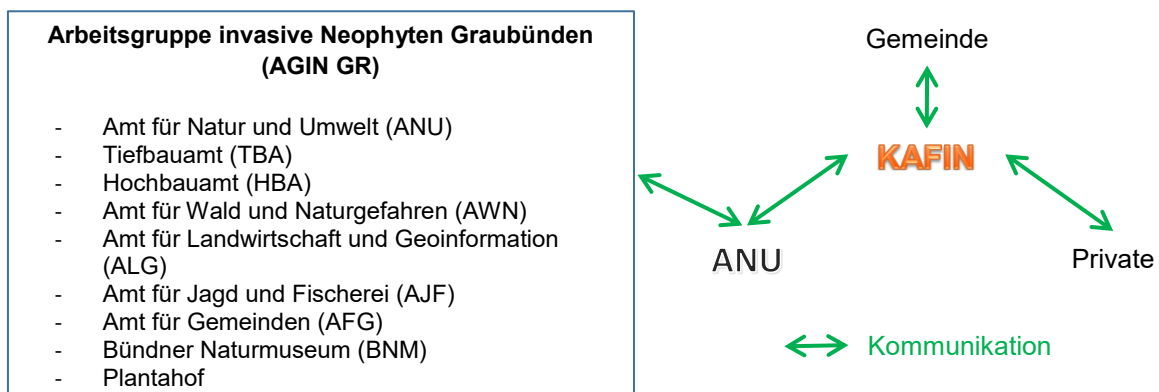 Arbeitsgruppe invasive Neophyten Graubünden
(AGIN GR)
- Amt für Natur und Umwelt (ANU)
- Tiefbauamt (TBA)
- Hochbauamt (HBA)
- Amt für Wald und Naturgefahren (AWN)
- Amt für Landwirtschaft und Geoinformation
(ALG)
- Amt für Jagd und Fischerei (AJF)
- Amt für Gemeinden (AFG)
- Bündner Naturmuseum (BNM)
- Plantahof
Gemeinde
KAFIN
ANU
Private
Kommunikation